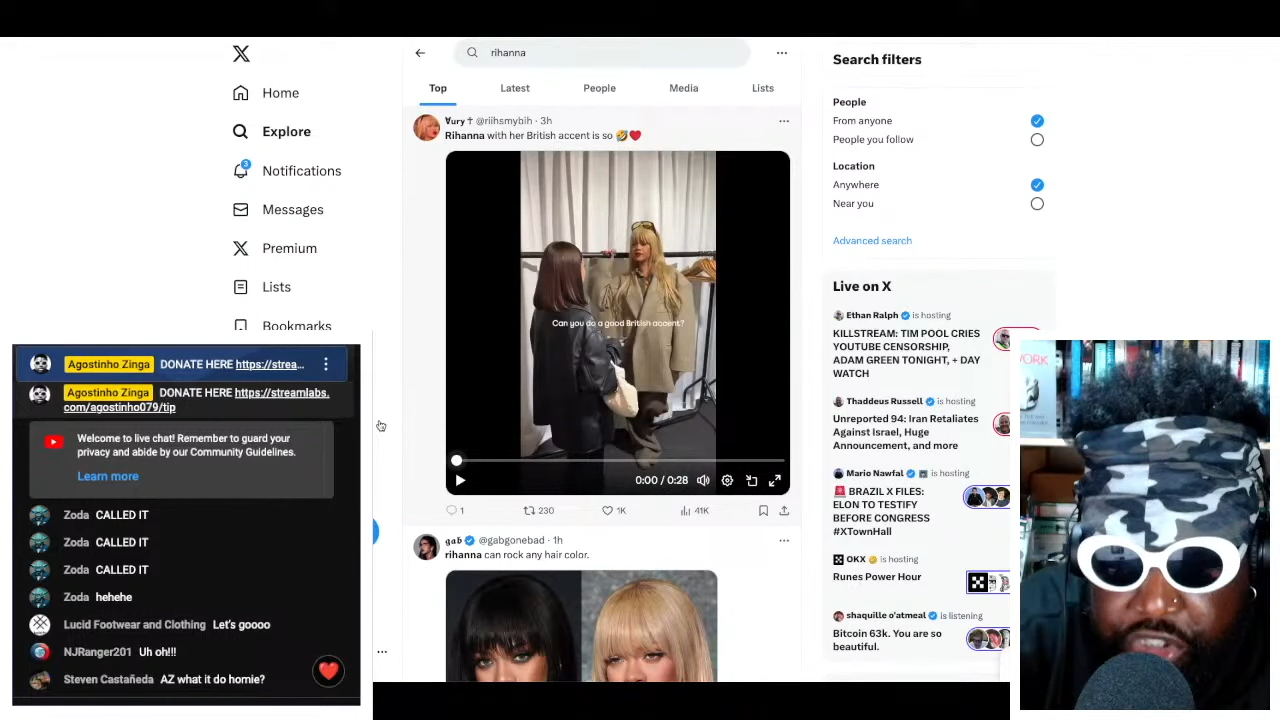 X
Home
Explore
3
Notifications
Messages
Premium
Lists
Bookmarks
rihanna
Top Latest People Media Lists
∀ury † @riihsmybih · 3h
Rihanna with her British accent is so 🤣❤️
Can you do a good British accent?
0:00 / 0:28
1 230 1K 41K
gab @gabgonebad · 1h
rihanna can rock any hair color.
Search filters
People
From anyone
People you follow
Location
Anywhere
Near you
Advanced search
Live on X
Ethan Ralph is hosting
KILLSTREAM: TIM POOL CRIES
YOUTUBE CENSORSHIP,
ADAM GREEN TONIGHT, + DAY
WATCH
Thaddeus Russell is hosting
Unreported 94: Iran Retaliates
Against Israel, Huge
Announcement, and more
Mario Nawfal is hosting
🚨 BRAZIL X FILES:
ELON TO TESTIFY
BEFORE CONGRESS
#XTownHall
OKX is hosting
Runes Power Hour
shaquille o'atmeal is listening
Bitcoin 63k. You are so
beautiful.
Agostinho Zinga DONATE HERE https://strea...
Agostinho Zinga DONATE HERE https://streamlabs.
com/agostinho079/tip
Welcome to live chat! Remember to guard your
privacy and abide by our Community Guidelines.
Learn more
Zoda CALLED IT
Zoda CALLED IT
Zoda CALLED IT
Zoda hehehe
Lucid Footwear and Clothing Let's goooo
NJRanger201 Uh oh!!!
Steven Castañeda AZ what it do hornie?